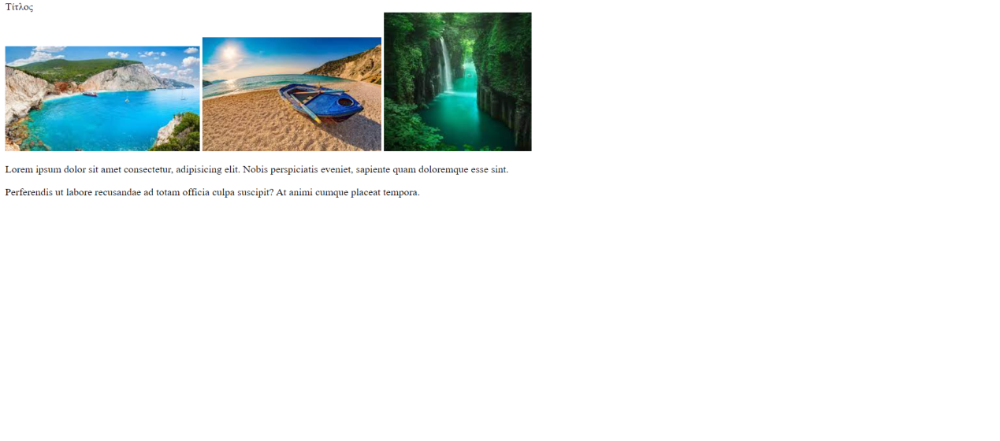 Τίτλος
Lorem ipsum dolor sit amet consectetur, adipisicing elit. Nobis perspiciatis eveniet, sapiente quam doloremque esse sint.
Perferendis ut labore recusandae ad totam officia culpa suscipit? At animi cumque placeat tempora.